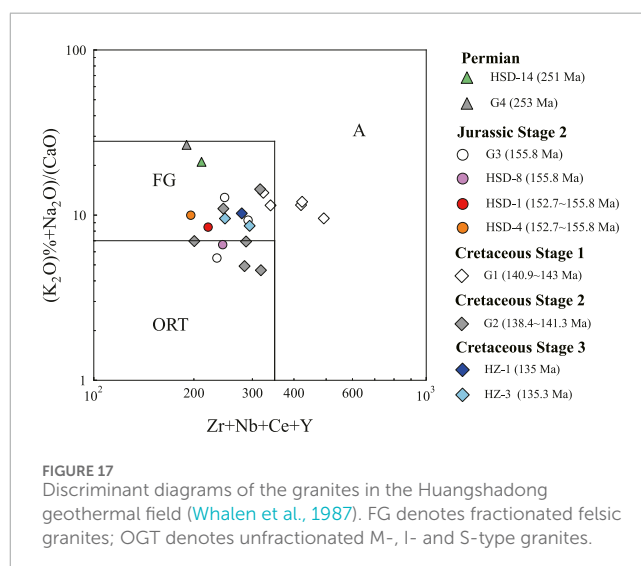 100
10
1
(K₂O)%+Na₂O)/(CaO)
A
FG
ORT
10² 200 300 400 600 10³
Zr+Nb+Ce+Y
Permian
HSD-14 (251 Ma)
G4 (253 Ma)
Jurassic Stage 2
G3 (155.8 Ma)
HSD-8 (155.8 Ma)
HSD-1 (152.7~155.8 Ma)
HSD-4 (152.7~155.8 Ma)
Cretaceous Stage 1
G1 (140.9~143 Ma)
Cretaceous Stage 2
G2 (138.4~141.3 Ma)
Cretaceous Stage 3
HZ-1 (135 Ma)
HZ-3 (135.3 Ma)
FIGURE 17
Discriminant diagrams of the granites in the Huangshadong
geothermal field (Whalen et al., 1987). FG denotes fractionated felsic
granites; OGT denotes unfractionated M-, I- and S-type granites.